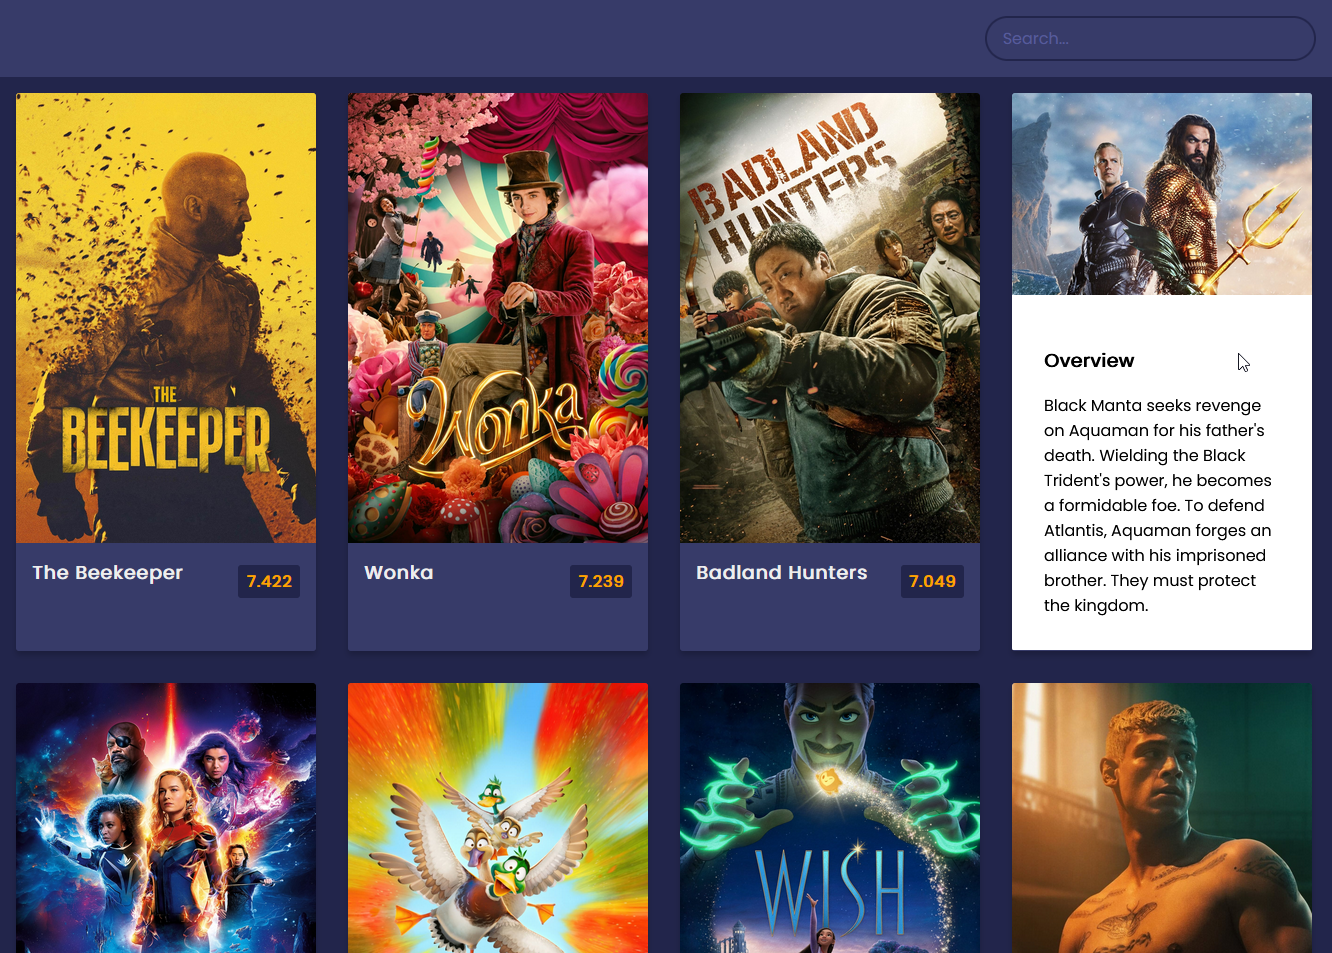 Search...
THE
BEEKEEPER
Wonka
BADLAND
HUNTERS
Overview
Black Manta seeks revenge
on Aquaman for his father's
death. Wielding the Black
Trident's power, he becomes
a formidable foe. To defend
Atlantis, Aquaman forges an
alliance with his imprisoned
brother. They must protect
the kingdom.
The Beekeeper
7.422
Wonka
7.239
Badland Hunters
7.049
WISH